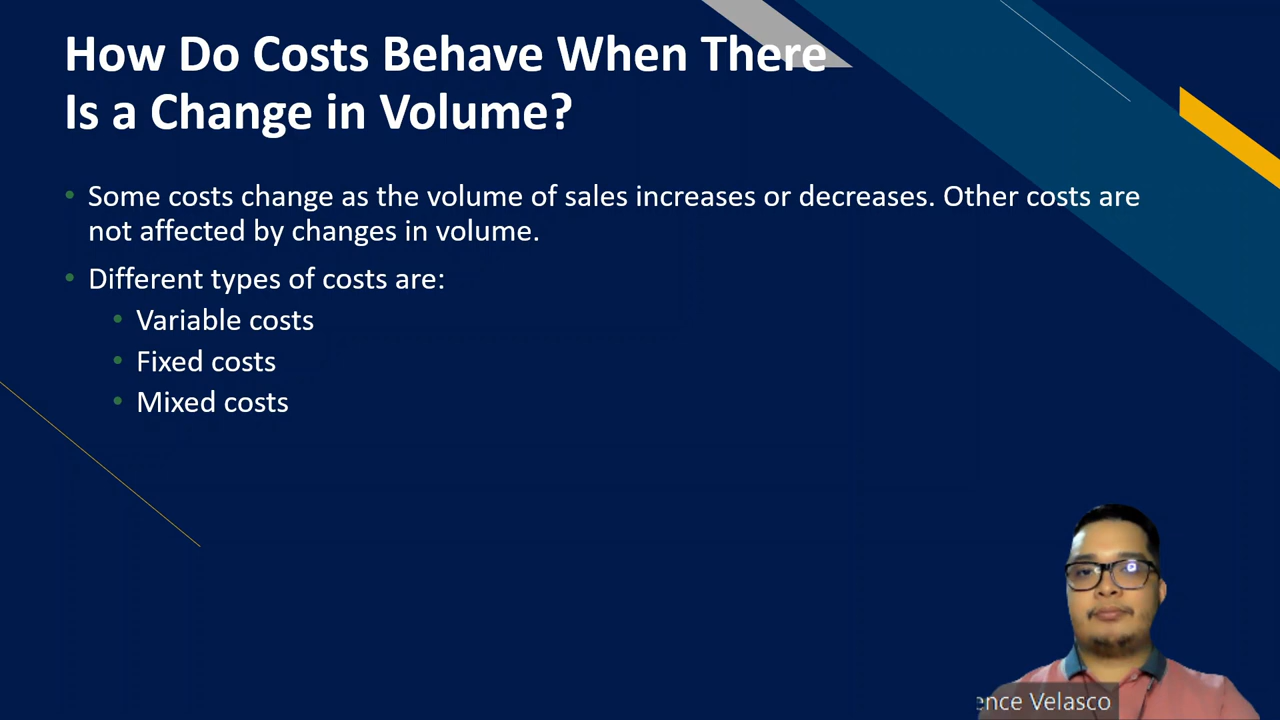 How Do Costs Behave When There
Is a Change in Volume?
• Some costs change as the volume of sales increases or decreases. Other costs are
not affected by changes in volume.
• Different types of costs are:
• Variable costs
• Fixed costs
• Mixed costs
Velasco